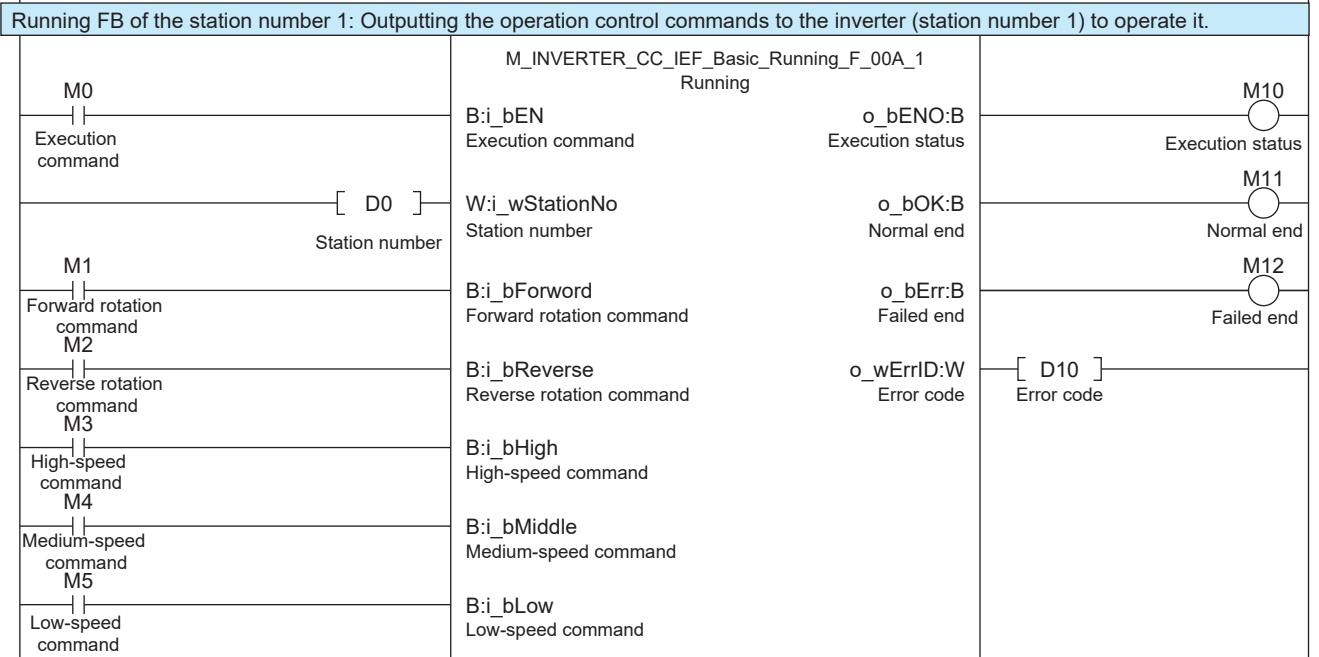 Running FB of the station number 1: Outputting the operation control commands to the inverter (station number 1) to operate it.
M_INVERTER_CC_IEF_Basic_Running_F_00A_1
Running
M0
Execution
command
B:i_bEN
Execution command
o_bENO:B
Execution status
M10
Execution status
D0
Station number
W:i_wStationNo
Station number
o_bOK:B
Normal end
M11
Normal end
M1
Forward rotation
command
B:i_bForword
Forward rotation command
o_bErr:B
Failed end
M12
Failed end
M2
Reverse rotation
command
B:i_bReverse
Reverse rotation command
o_wErrID:W
Error code
D10
Error code
M3
High-speed
command
B:i_bHigh
High-speed command
M4
Medium-speed
command
B:i_bMiddle
Medium-speed command
M5
Low-speed
command
B:i_bLow
Low-speed command